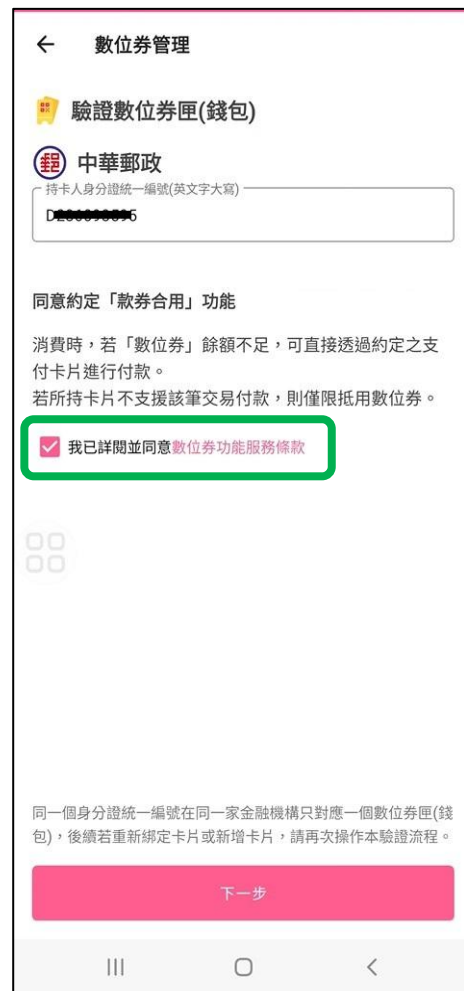 數位券管理
驗證數位券匣(錢包)
郵
中華郵政
持卡人身分證統一編號(英文字大寫)
同意約定「款券合用」功能
消費時，若「數位券」餘額不足，可直接透過約定之支
付卡片進行付款。
若所持卡片不支援該筆交易付款，則僅限抵用數位券。
我已詳閱並同意數位券功能服務條款
同一個身分證統一編號在同一家金融機構只對應一個數位券匣(錢
包)，後續若重新綁定卡片或新增卡片，請再次操作本驗證流程。
下一步